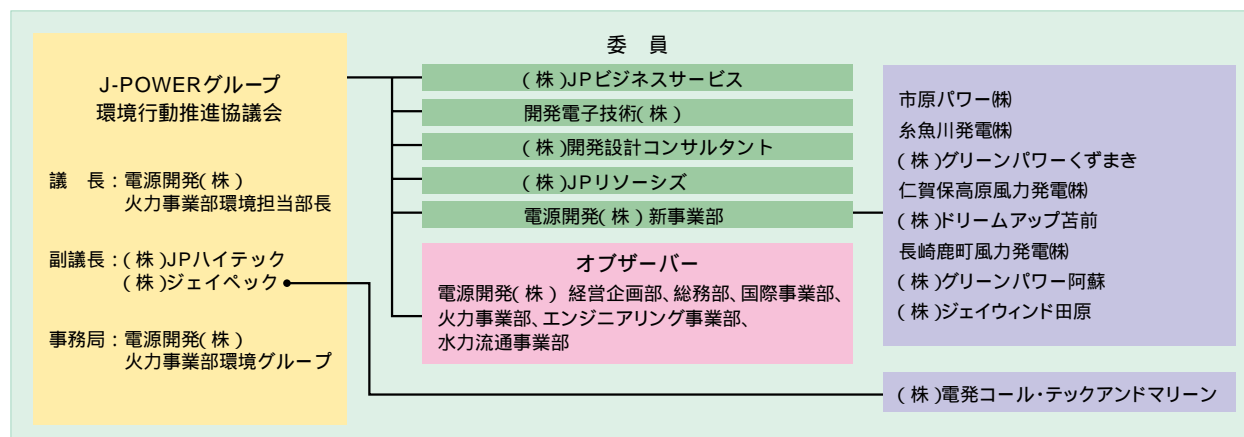 J-POWERグループ
環境行動推進協議会
議　長：電源開発(株)
火力事業部環境担当部長
副議長：(株)JPハイテック
(株)ジェイペック
事務局：電源開発(株)
火力事業部環境グループ
委　員
(株)JPビジネスサービス
開発電子技術(株)
(株)開発設計コンサルタント
(株)JPリソーシズ
電源開発(株)新事業部
オブザーバー
電源開発(株) 経営企画部、総務部、国際事業部、
火力事業部、エンジニアリング事業部、
水力流通事業部
市原パワー㈱
糸魚川発電㈱
(株)グリーンパワーくずまき
仁賀保高原風力発電㈱
(株)ドリームアップ苫前
長崎鹿町風力発電㈱
(株)グリーンパワー阿蘇
(株)ジェイウィンド田原
(株)電発コール・テックアンドマリーン